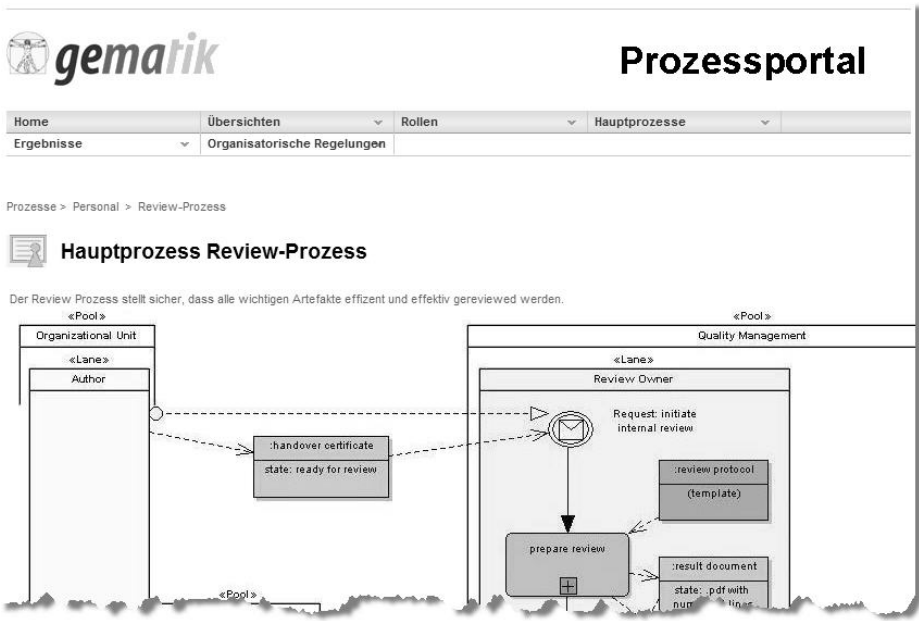 gematik
Prozessportal
Home
Übersichten
Rollen
Hauptprozesse
Ergebnisse
Organisatorische Regelungen
Prozesse > Personal > Review-Prozess
Hauptprozess Review-Prozess
Der Review Prozess stellt sicher, dass alle wichtigen Artefakte effizent und effektiv gereviewed werden.
«Pool»
Organizational Unit
«Lane»
Author
«Pool»
Quality Management
«Lane»
Review Owner
Request: initiate
internal review
:handover certificate
state: ready for review
:review protocol
(template)
prepare review
:result document
state: .pdf with
«Pool»